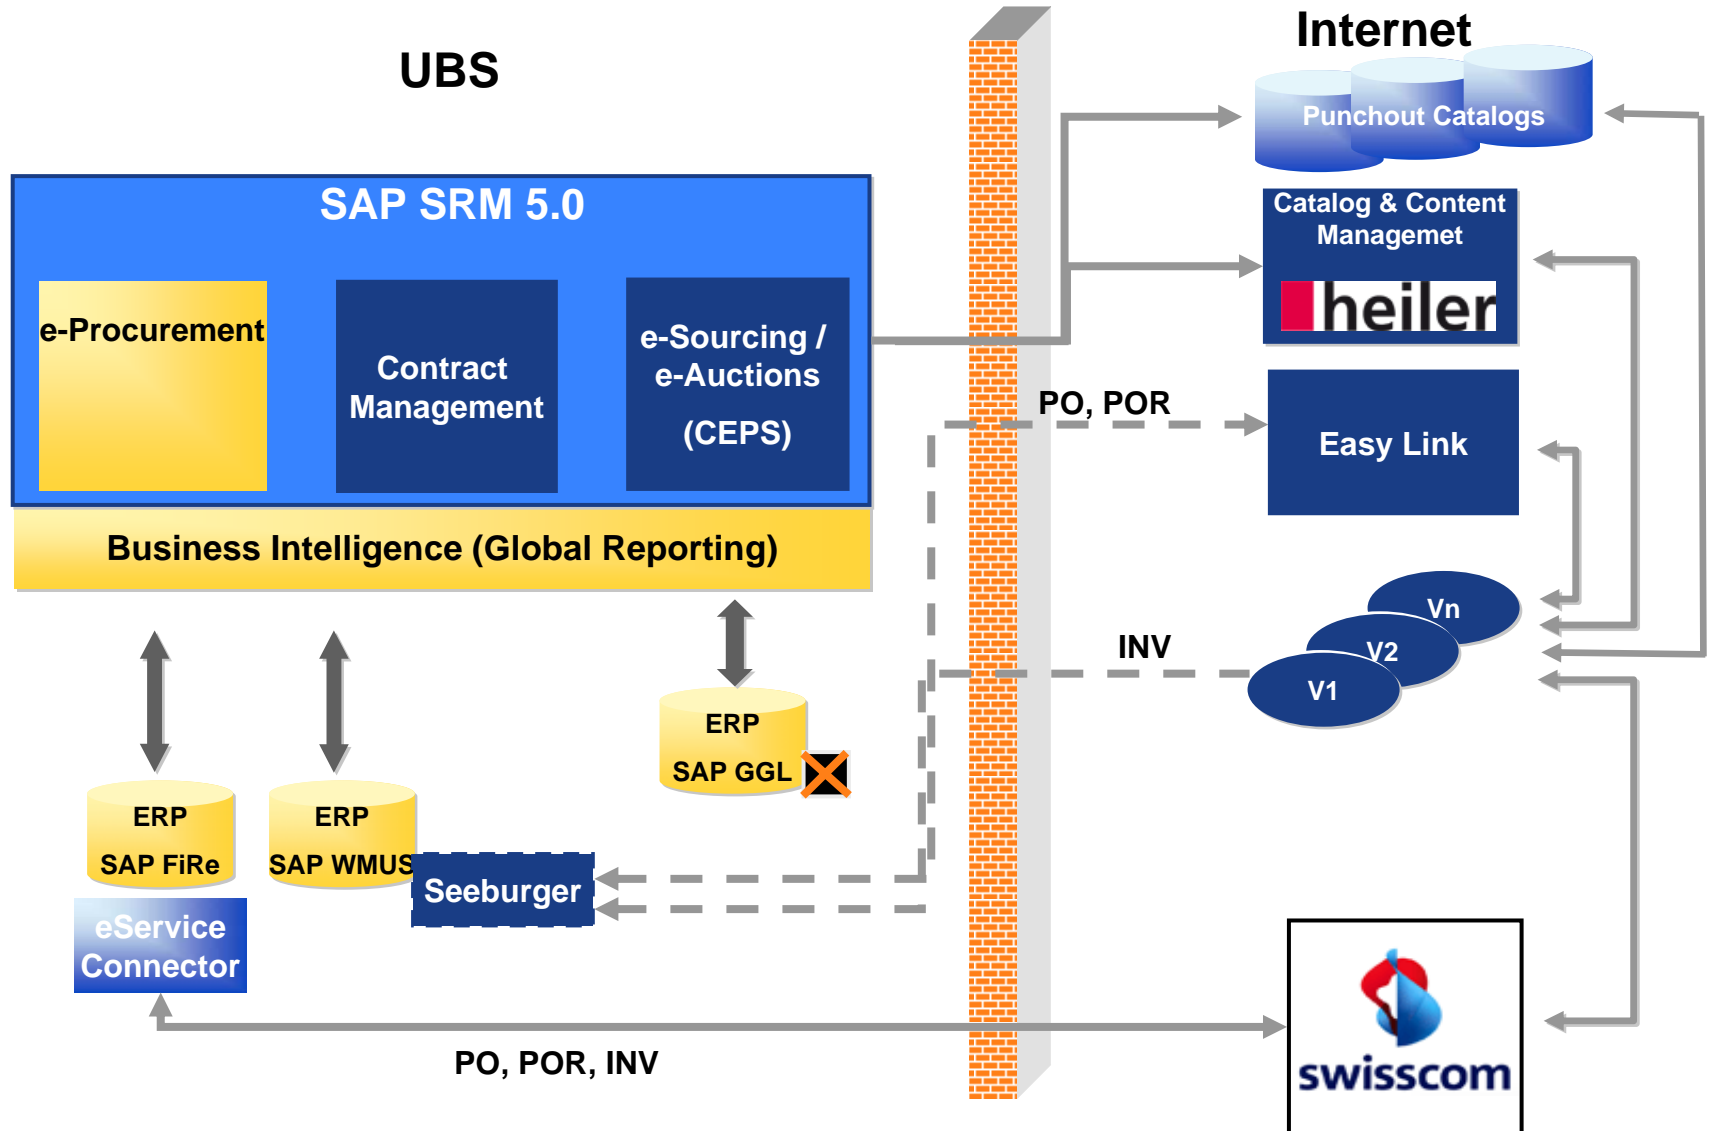 UBS
Internet
Punchout Catalogs
SAP SRM 5.0
Catalog & Content
Managemet
heiler
e-Procurement
Contract
Management
e-Sourcing /
e-Auctions
(CEPS)
PO, POR
Easy Link
Business Intelligence (Global Reporting)
Vn
V2
V1
INV
ERP
SAP GGL
ERP
SAP FiRe
ERP
SAP WMUS
Seeburger
eService
Connector
PO, POR, INV
swisscom